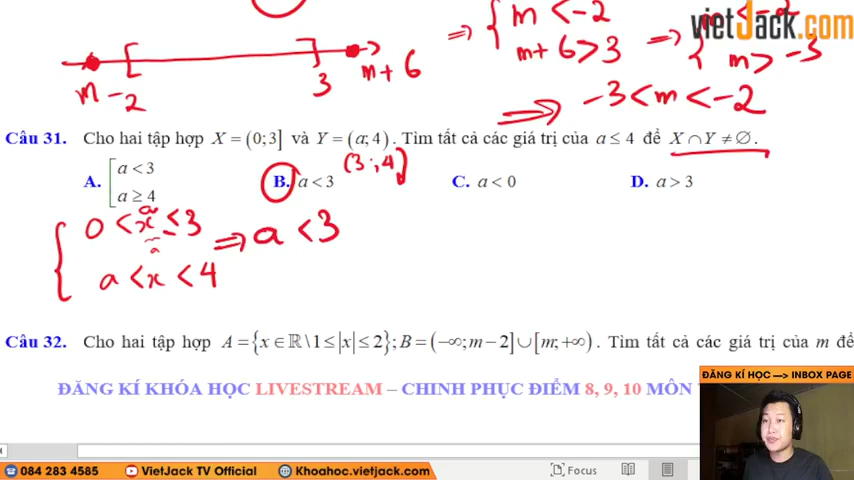 vietJack.com
⇒ { m < -2
m + 6 > 3
⇒ { m < -2
m > -3
m -2 3 m + 6
⇒ -3 < m < -2
Câu 31. Cho hai tập hợp X = (0;3] và Y = (a;4). Tìm tất cả các giá trị của a ≤ 4 để X ∩ Y ≠ ∅.
(3; 4)
A. [ a < 3
a ≥ 4
B. a < 3
C. a < 0
D. a > 3
{ 0 < x ≤ 3
a < x < 4
a
a
⇒ a < 3
Câu 32. Cho hai tập hợp A = {x ∈ ℝ \ 1 ≤ |x| ≤ 2}; B = (-∞; m - 2] ∪ [m; +∞). Tìm tất cả các giá trị của m để
ĐĂNG KÍ HỌC ---> INBOX PAGE
ĐĂNG KÍ KHÓA HỌC LIVESTREAM – CHINH PHỤC ĐIỂM 8, 9, 10 MÔN
084 283 4585 VietJack TV Official Khoahoc.vietjack.com
Focus